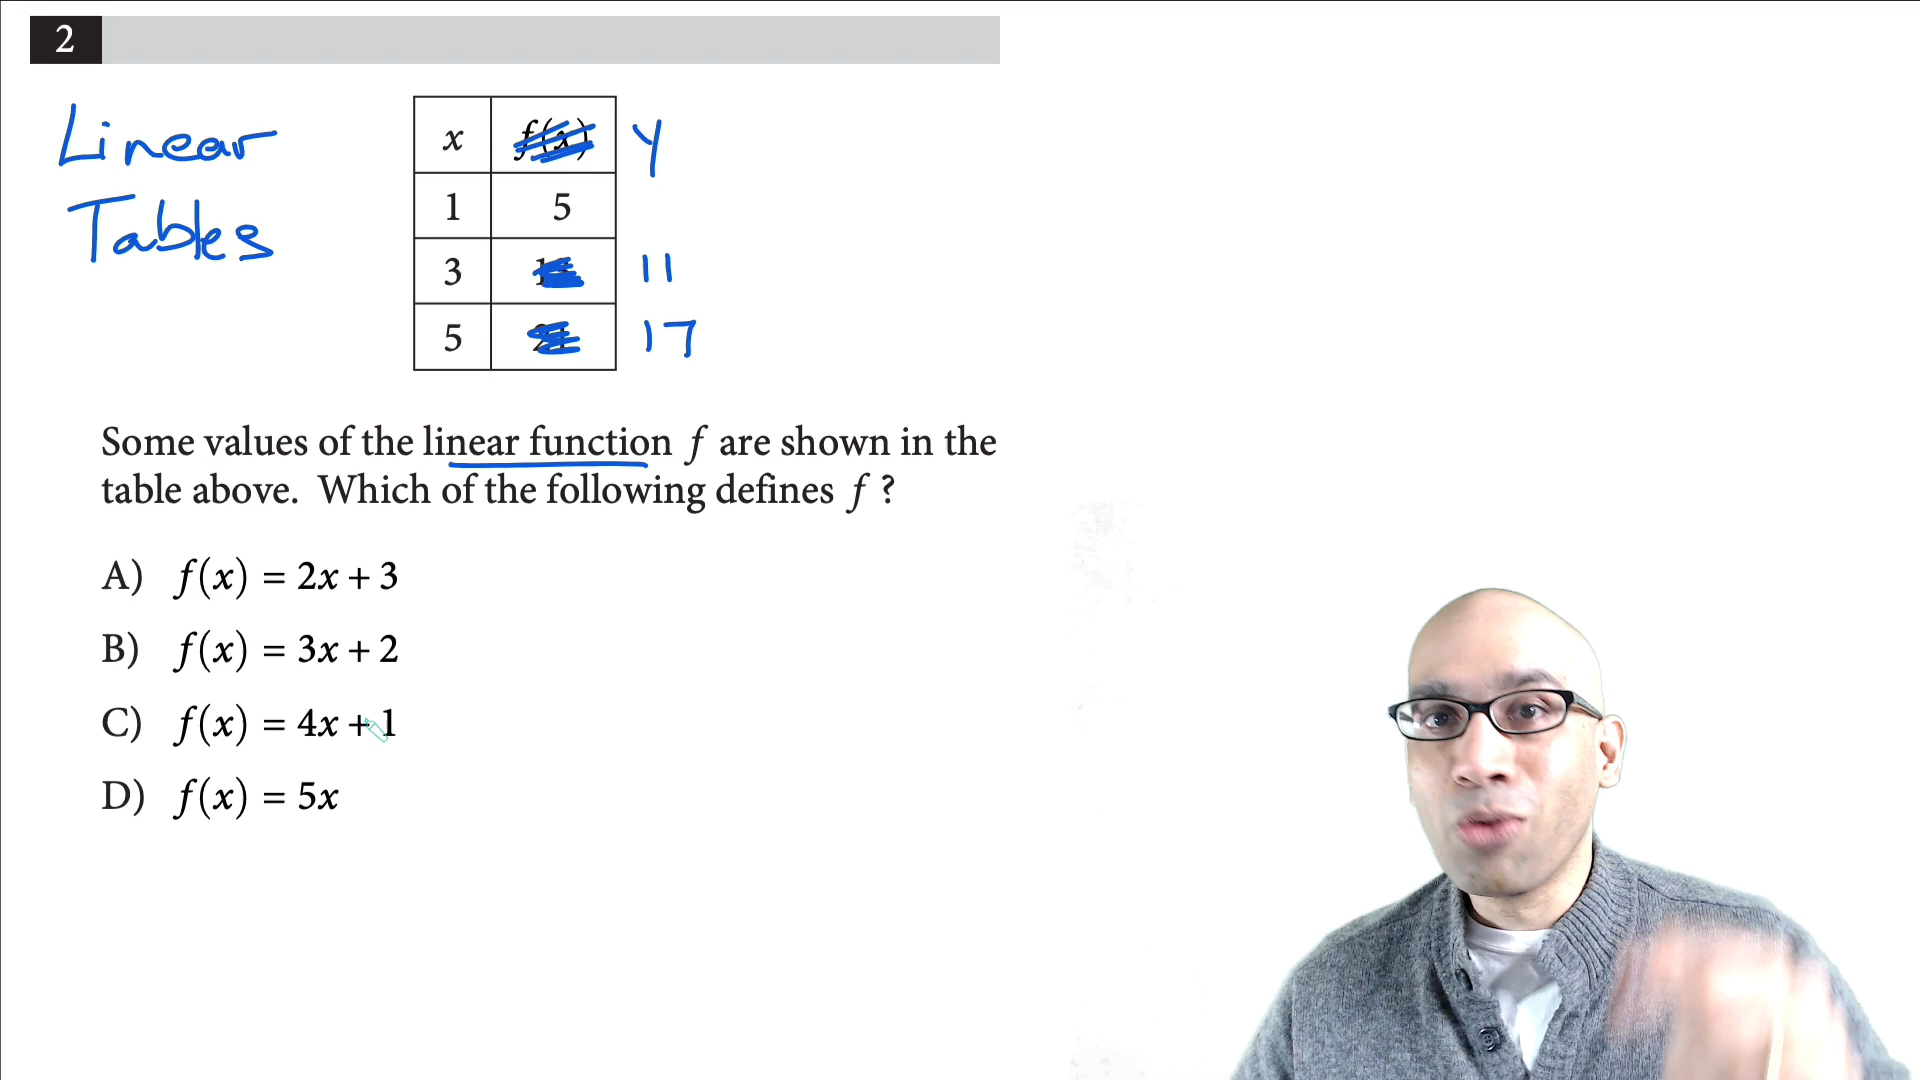 2
Linear
Tables
x f(x) y
1 5
3 11
5 17
Some values of the linear function f are shown in the
table above. Which of the following defines f ?
A) f(x) = 2x + 3
B) f(x) = 3x + 2
C) f(x) = 4x + 1
D) f(x) = 5x